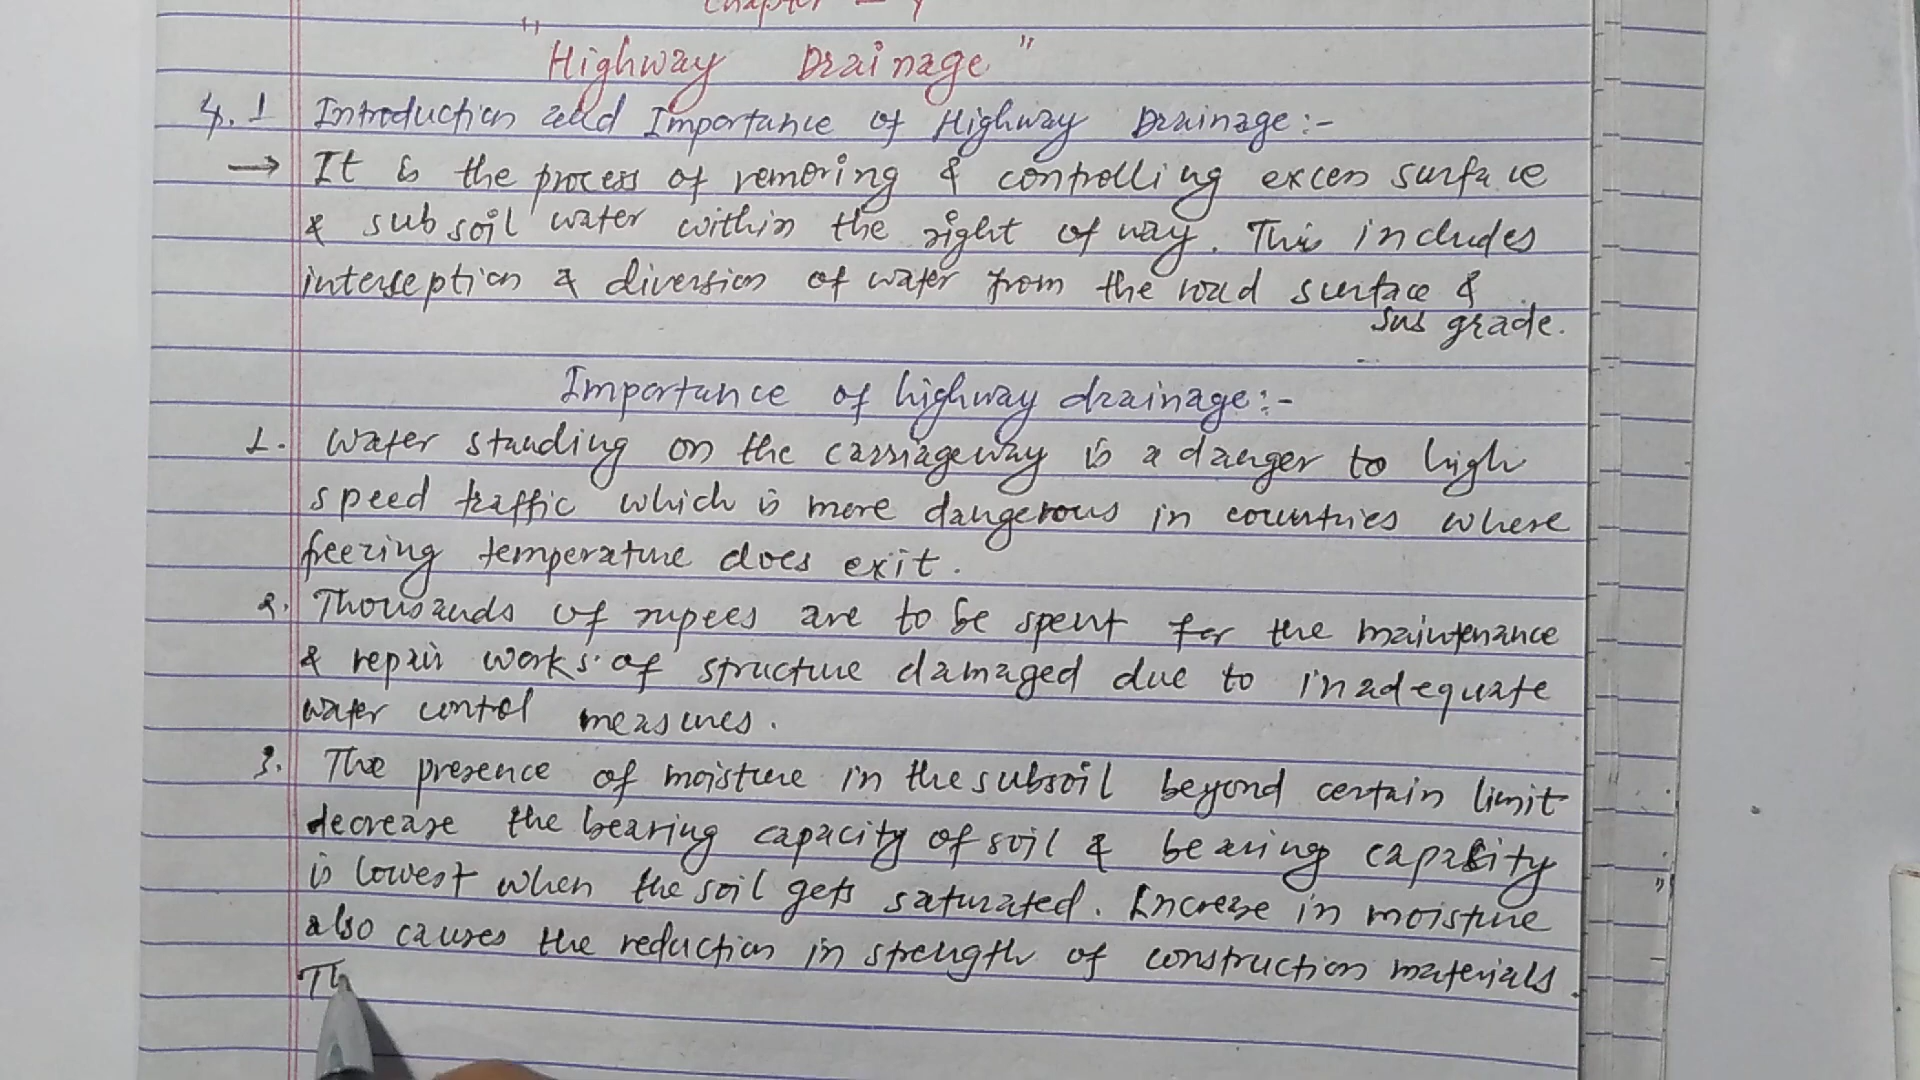 Chapter - 4
"Highway Drainage"
4.1 Introduction and Importance of Highway Drainage:-
→ It is the process of removing & controlling excess surface
& subsoil water within the right of way. This includes
interseption & diversion of water from the road surface &
sus grade.
Importance of highway drainage:-
1. Water standing on the carriageway is a danger to high
speed traffic which is more dangerous in countries where
freezing temperature does exit.
2. Thousands of rupees are to be spent for the maintenance
& repair works of structure damaged due to inadequate
water control measures.
3. The presence of moisture in the subsoil beyond certain limit
decrease the bearing capacity of soil & bearing capacity
is lowest when the soil gets saturated. Increase in moisture
also causes the reduction in strength of construction materials.
Th